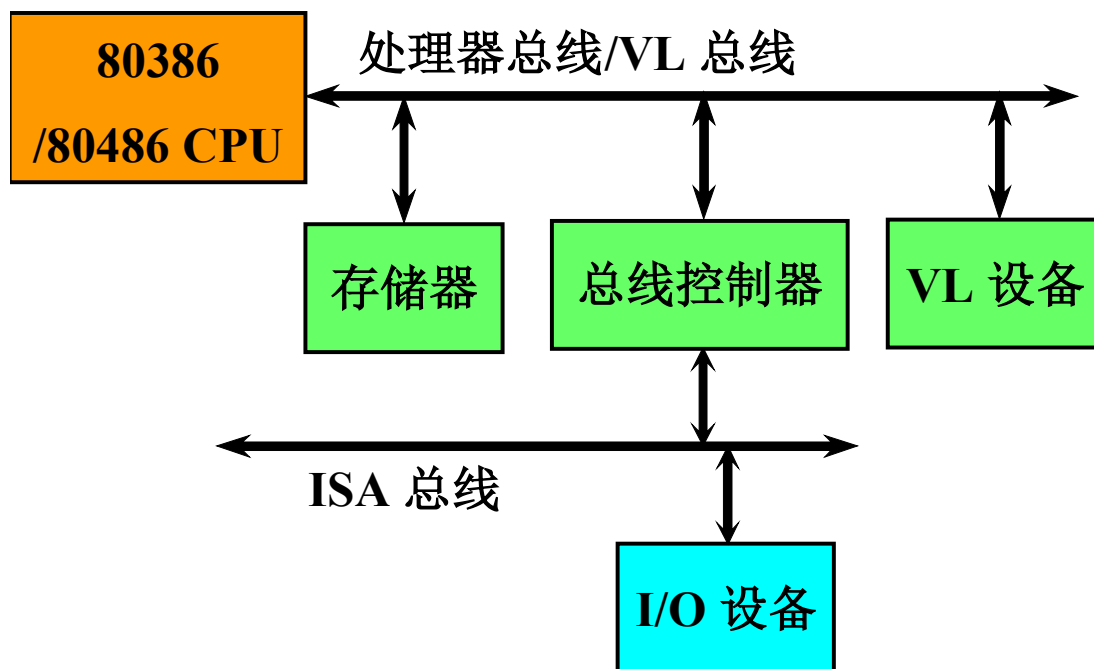 80386
/80486 CPU
处理器总线/VL 总线
存储器
总线控制器
VL 设备
ISA 总线
I/O 设备